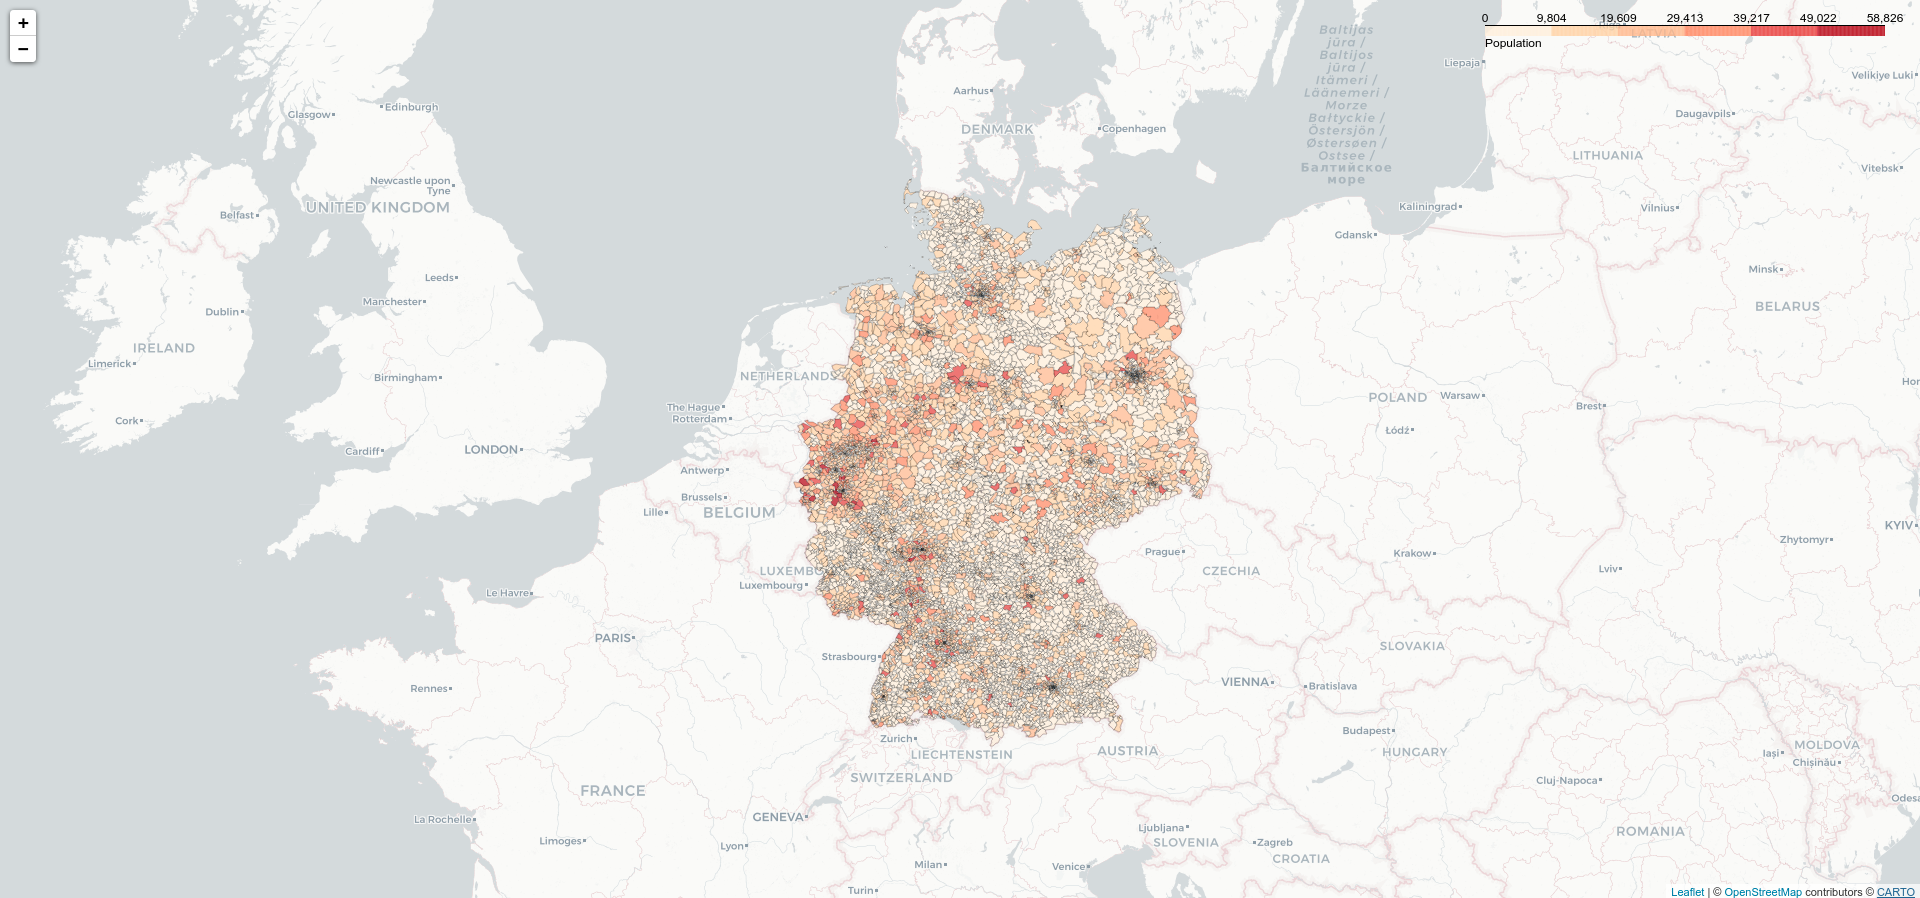 +
−
0 9,804 19,609 29,413 39,217 49,022 58,826
Population
LATVIA
Baltijas
jūra /
Baltijos
jūra /
Itämeri /
Läänemeri /
Morze
Bałtyckie /
Östersjön /
Østersøen /
Ostsee /
Балтийское
море
Liepaja
Velikiye Luki
Aarhus
Edinburgh
Glasgow
Daugavpils
DENMARK
Copenhagen
LITHUANIA
Vitebsk
Newcastle upon
Tyne
UNITED KINGDOM
Belfast
Kaliningrad
Vilnius
Gdansk
Minsk
Leeds
Manchester
BELARUS
Dublin
IRELAND
Limerick
Birmingham
NETHERLANDS
Hor
POLAND
Warsaw
Brest
The Hague
Rotterdam
Cork
Łódź
Cardiff
LONDON
Antwerp
Brussels
BELGIUM
Lille
KYIV
Zhytomyr
Prague
Krakow
Lviv
CZECHIA
LUXEMBO
Luxembourg
Le Havre
PARIS
SLOVAKIA
Strasbourg
Rennes
VIENNA
Bratislava
Budapest
HUNGARY
Zurich
LIECHTENSTEIN
AUSTRIA
SWITZERLAND
MOLDOVA
Iași
Chișinău
Cluj-Napoca
FRANCE
Odesa
La Rochelle
GENEVA
Ljubljana
SLOVENIA
ROMANIA
Limoges
Lyon
Zagreb
CROATIA
Milan
Venice
Turin
Leaflet | © OpenStreetMap contributors © CARTO